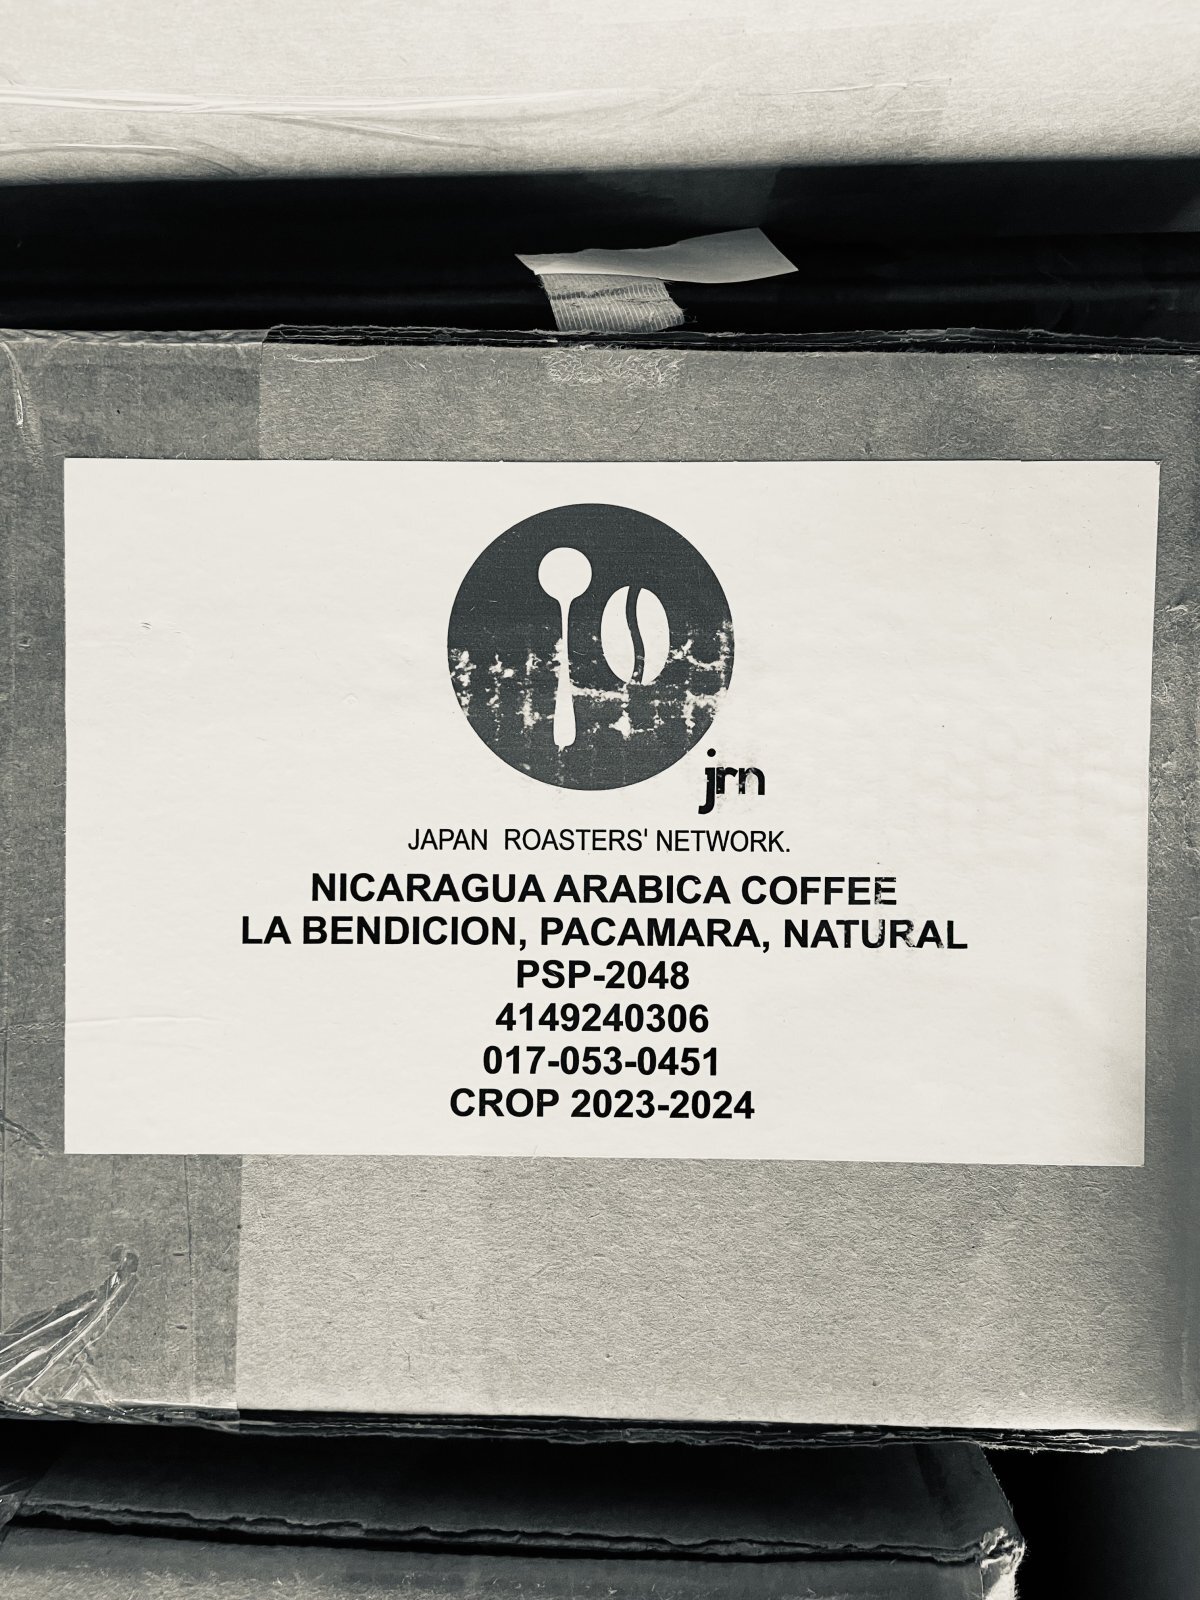 jrn
JAPAN ROASTERS' NETWORK.
NICARAGUA ARABICA COFFEE
LA BENDICION, PACAMARA, NATURAL
PSP-2048
4149240306
017-053-0451
CROP 2023-2024